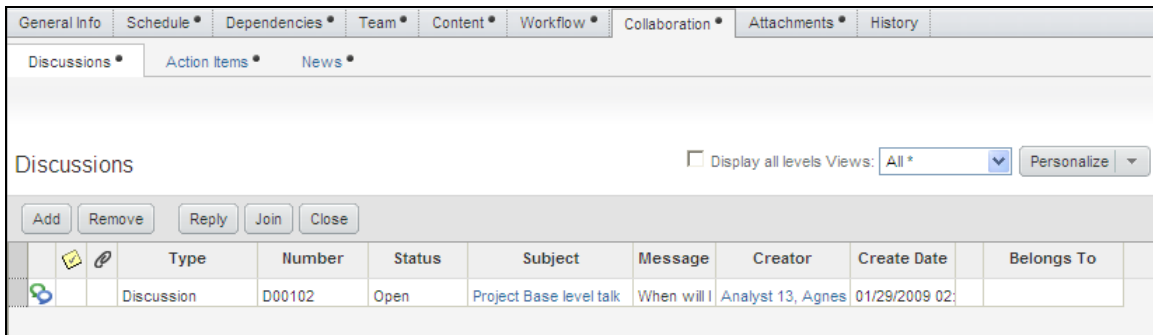 General Info Schedule Dependencies Team Content Workflow Collaboration Attachments History
Discussions Action Items News
Discussions Display all levels Views: All * Personalize
Add Remove Reply Join Close
Type Number Status Subject Message Creator Create Date Belongs To
Discussion D00102 Open Project Base level talk When will I Analyst 13, Agnes 01/29/2009 02: